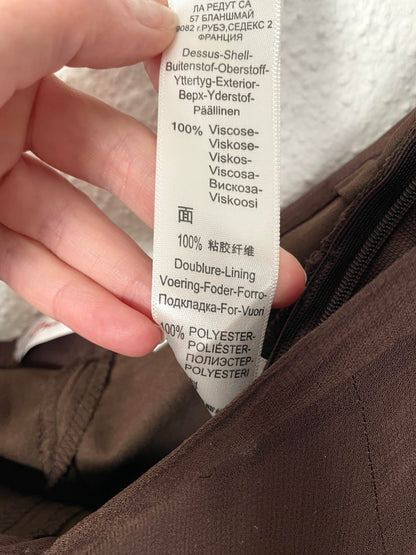 ЛА РЕДУТ СА
57 БЛАНШМАЙ
59082 г.РУБЭ,СЕДЕКС 2
ФРАНЦИЯ
Dessus-Shell-
Buitenstof-Oberstoff-
Yttertyg-Exterior-
Верх-Yderstof-
Päällinen
100% Viscose-
Viskose-
Viskos-
Viscosa-
Вискоза-
Viskoosi
面
100% 粘胶纤维
Doublure-Lining
Voering-Foder-Forro-
Подкладка-For-Vuori
100% POLYESTER-
POLIÉSTER-
ПОЛИЭСТЕР-
POLYESTERI